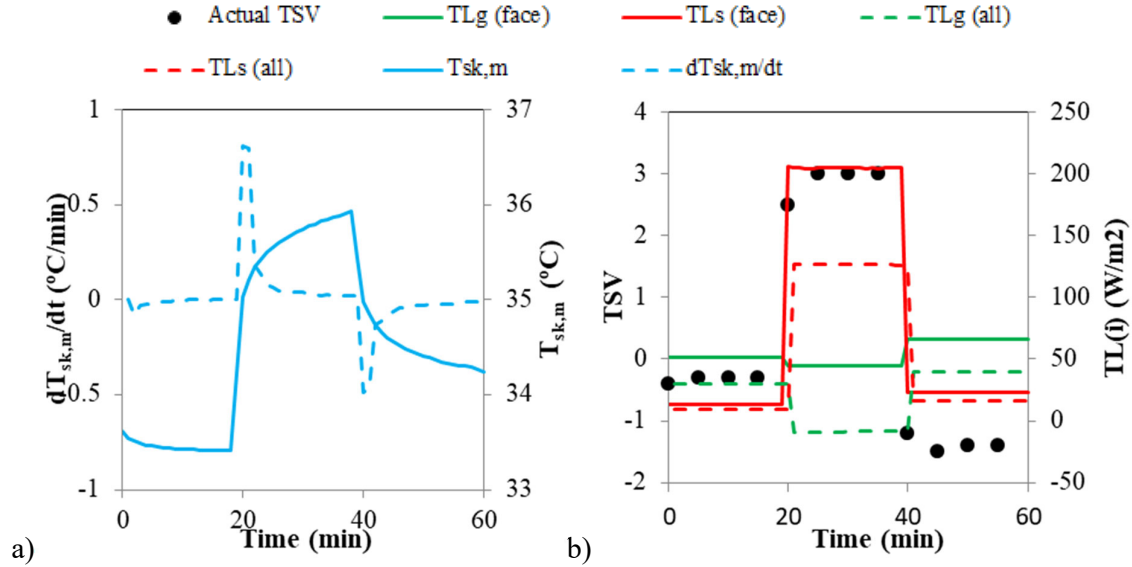 Actual TSV TLg (face) TLs (face) TLg (all)
TLs (all) Tsk,m dTsk,m/dt
1 37 4 250
0.5 36 3 200
2 150
0 35 1 100
0 50
-0.5 34 -1 0
-1 33 -2 -50
dTsk,m/dt (ºC/min)
Tsk,m (ºC)
TSV
TL(i) (W/m2)
0 20 40 60 0 20 40 60
a) Time (min) b) Time (min)